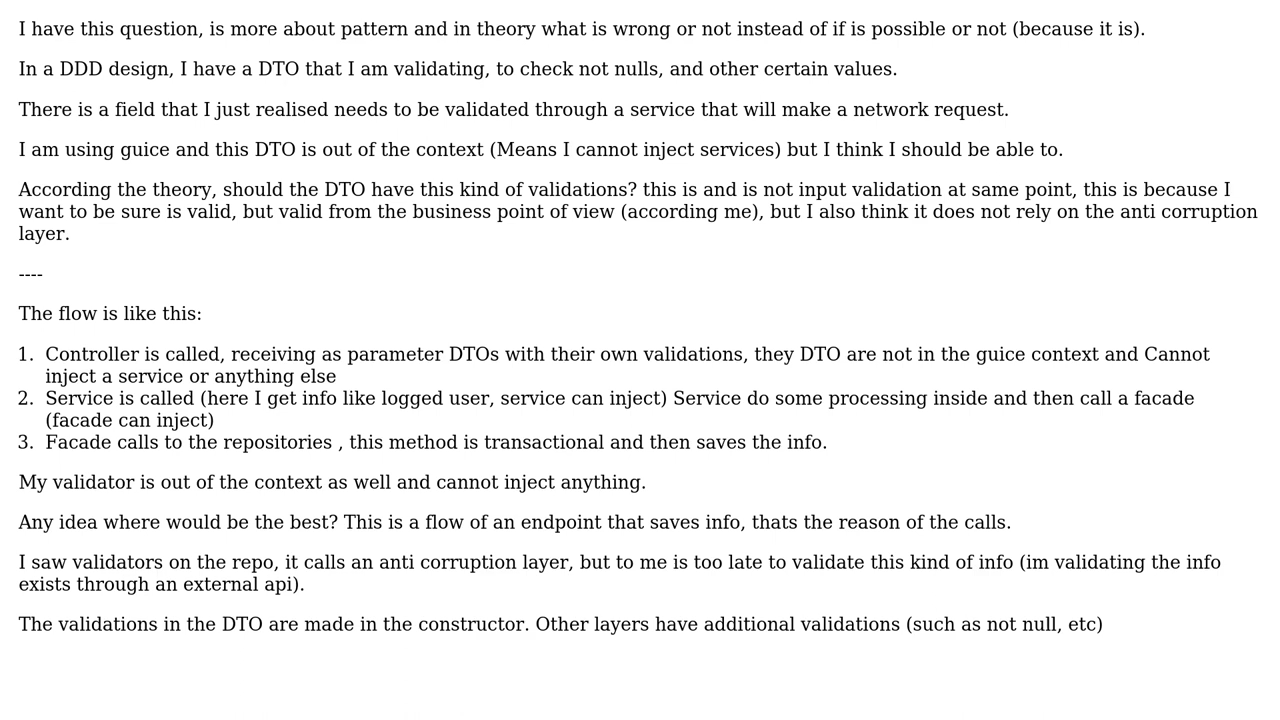 I have this question, is more about pattern and in theory what is wrong or not instead of if is possible or not (because it is).
In a DDD design, I have a DTO that I am validating, to check not nulls, and other certain values.
There is a field that I just realised needs to be validated through a service that will make a network request.
I am using guice and this DTO is out of the context (Means I cannot inject services) but I think I should be able to.
According the theory, should the DTO have this kind of validations? this is and is not input validation at same point, this is because I
want to be sure is valid, but valid from the business point of view (according me), but I also think it does not rely on the anti corruption
layer.
----
The flow is like this:
1. Controller is called, receiving as parameter DTOs with their own validations, they DTO are not in the guice context and Cannot
inject a service or anything else
2. Service is called (here I get info like logged user, service can inject) Service do some processing inside and then call a facade
(facade can inject)
3. Facade calls to the repositories , this method is transactional and then saves the info.
My validator is out of the context as well and cannot inject anything.
Any idea where would be the best? This is a flow of an endpoint that saves info, thats the reason of the calls.
I saw validators on the repo, it calls an anti corruption layer, but to me is too late to validate this kind of info (im validating the info
exists through an external api).
The validations in the DTO are made in the constructor. Other layers have additional validations (such as not null, etc)